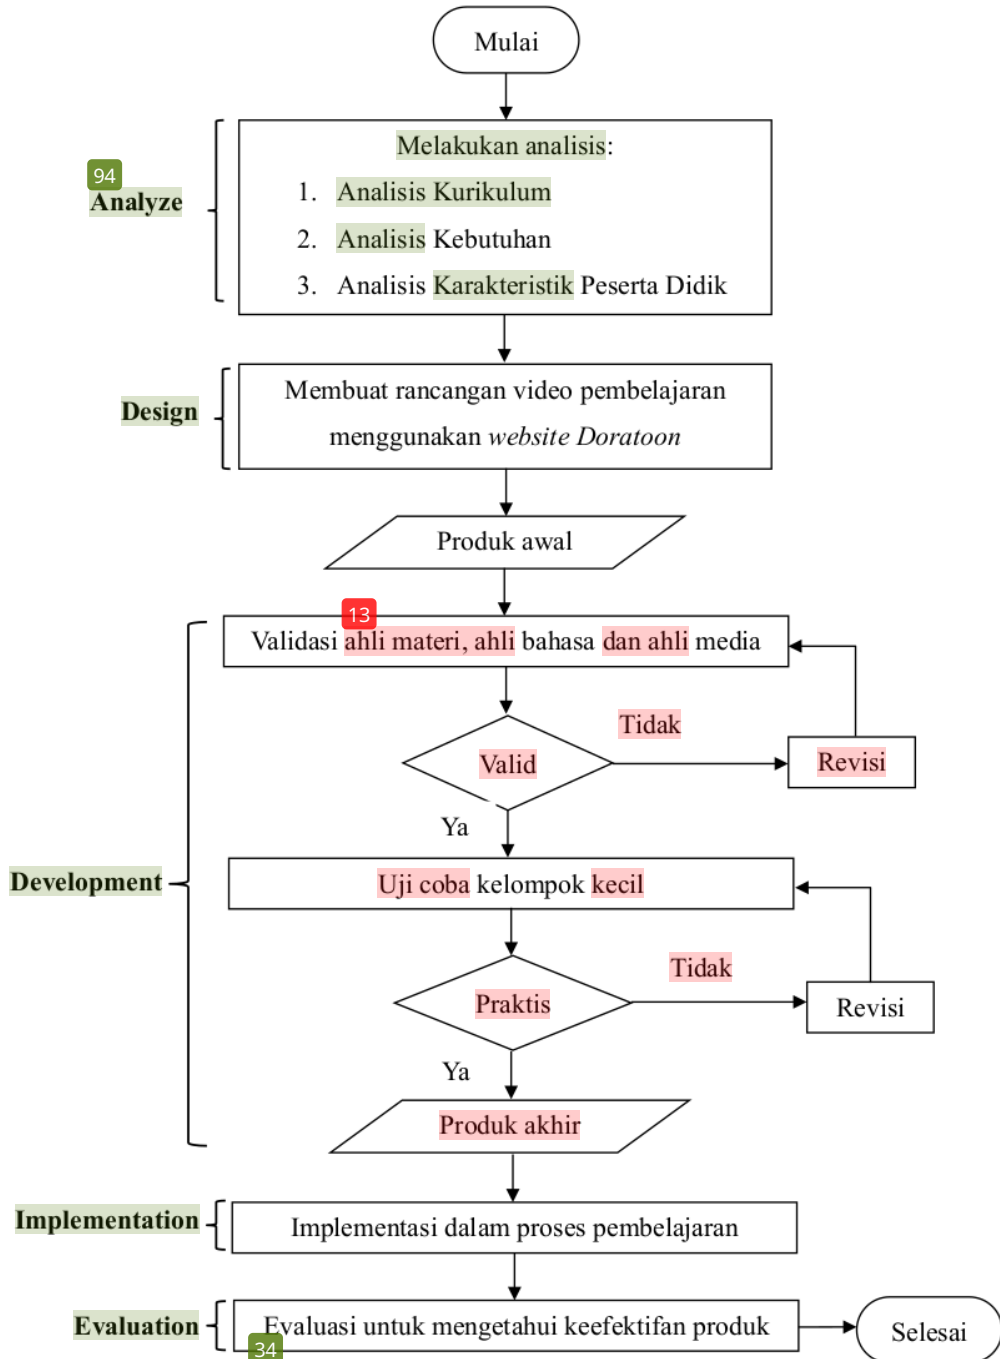 Mulai
94
Analyze
Melakukan analisis:
1. Analisis Kurikulum
2. Analisis Kebutuhan
3. Analisis Karakteristik Peserta Didik
Design
Membuat rancangan video pembelajaran
menggunakan website Doratoon
Produk awal
13
Validasi ahli materi, ahli bahasa dan ahli media
Tidak
Valid
Revisi
Ya
Development
Uji coba kelompok kecil
Tidak
Praktis
Revisi
Ya
Produk akhir
Implementation
Implementasi dalam proses pembelajaran
Evaluation
Evaluasi untuk mengetahui keefektifan produk
34
Selesai